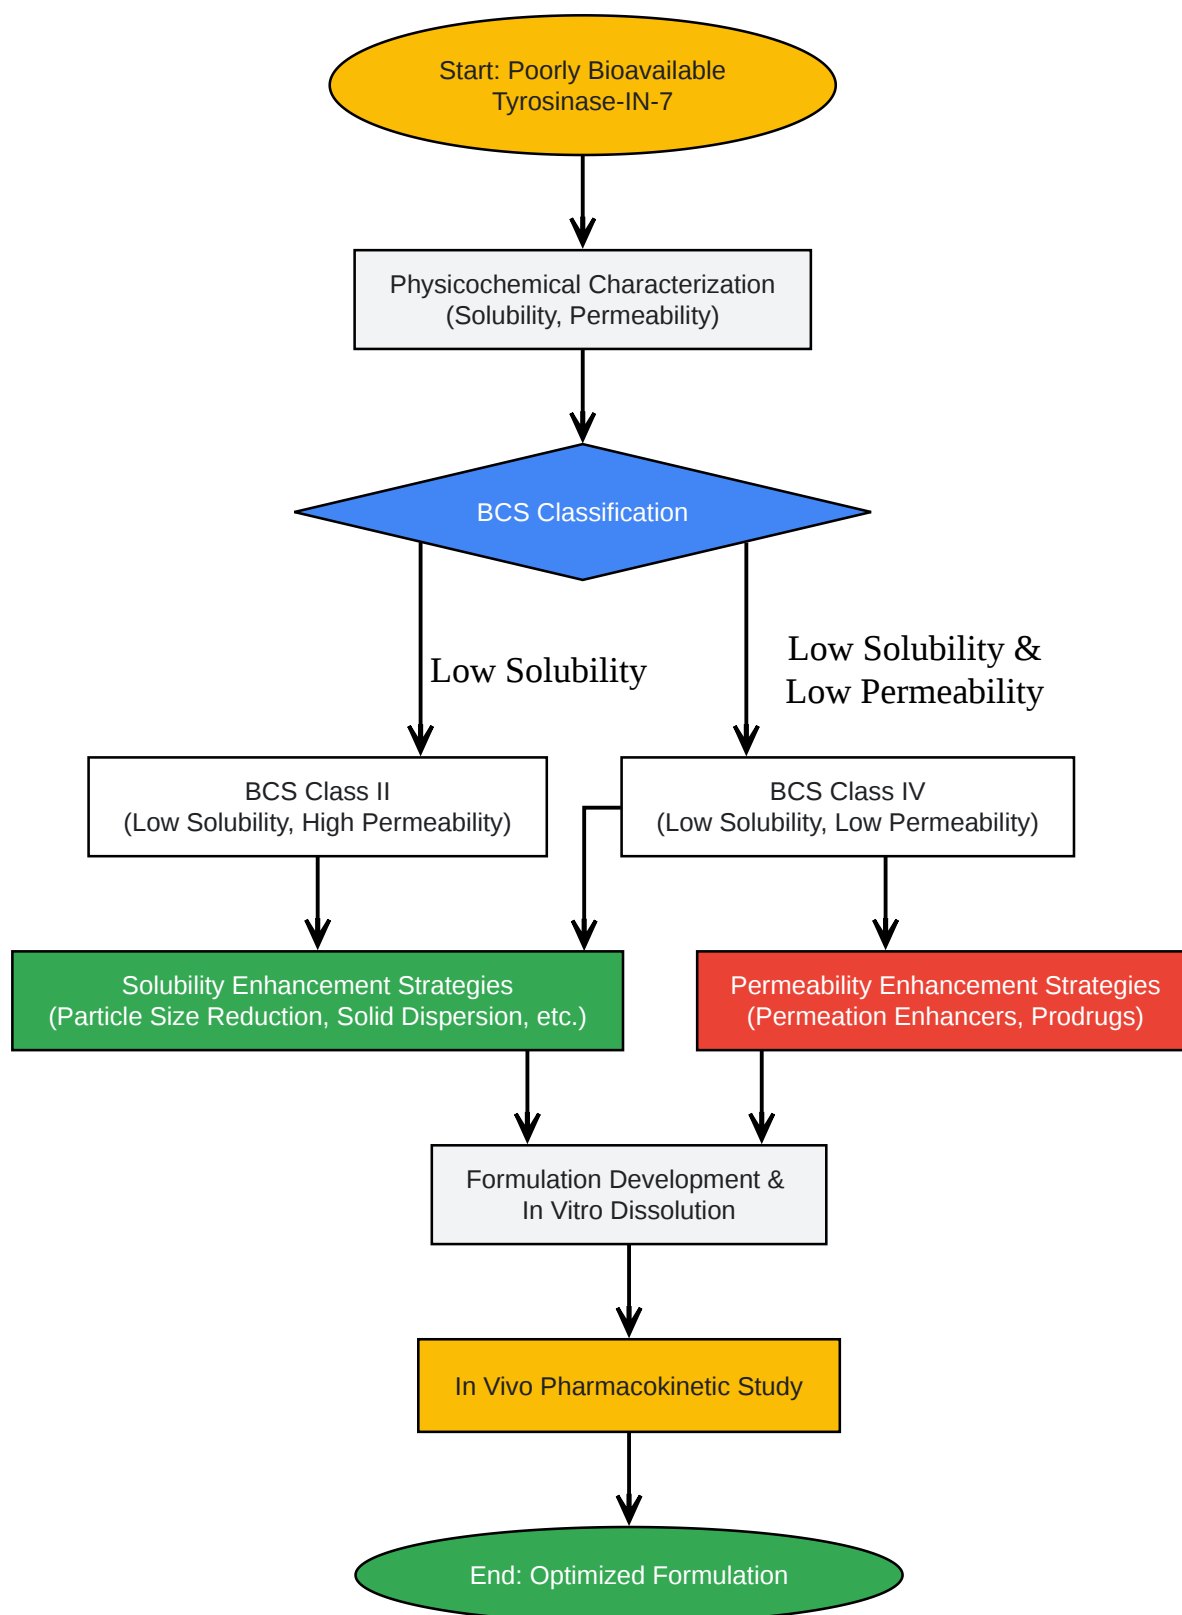 Start: Poorly Bioavailable
Tyrosinase-IN-7
Physicochemical Characterization
(Solubility, Permeability)
BCS Classification
Low Solubility
Low Solubility &
Low Permeability
BCS Class II
(Low Solubility, High Permeability)
BCS Class IV
(Low Solubility, Low Permeability)
Solubility Enhancement Strategies
(Particle Size Reduction, Solid Dispersion, etc.)
Permeability Enhancement Strategies
(Permeation Enhancers, Prodrugs)
Formulation Development &
In Vitro Dissolution
In Vivo Pharmacokinetic Study
End: Optimized Formulation